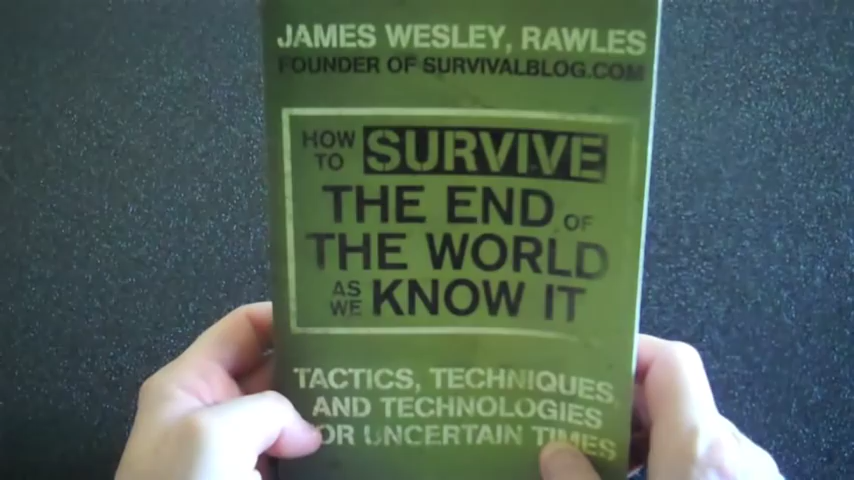 JAMES WESLEY, RAWLES
FOUNDER OF SURVIVALBLOG.COM
HOW TO SURVIVE
THE END OF
THE WORLD
AS WE KNOW IT
TACTICS, TECHNIQUES,
AND TECHNOLOGIES
FOR UNCERTAIN TIMES